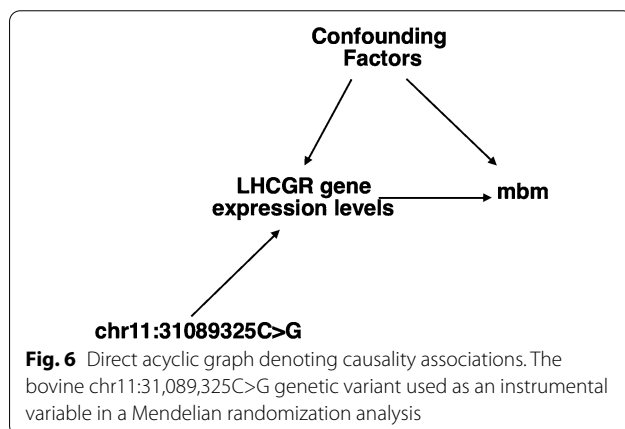 Confounding
Factors
LHCGR gene
expression levels
mbm
chr11:31089325C>G
Fig. 6 Direct acyclic graph denoting causality associations. The
bovine chr11:31,089,325C>G genetic variant used as an instrumental
variable in a Mendelian randomization analysis